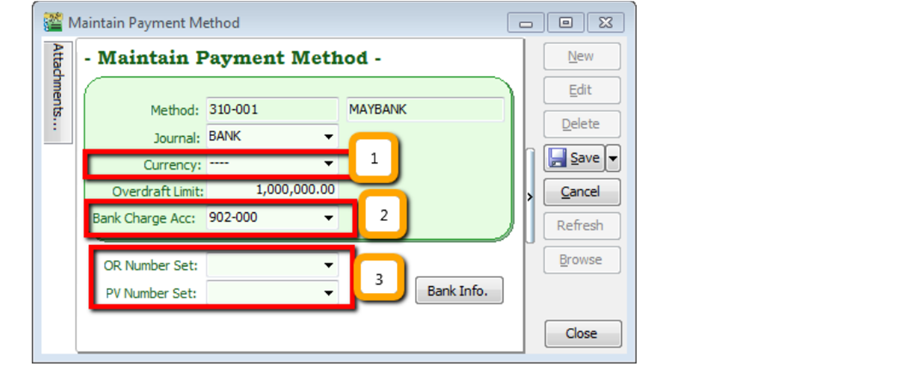 Maintain Payment Method
Attachments...
- Maintain Payment Method -
Method: 310-001 MAYBANK
Journal: BANK
Currency: ----
1
Overdraft Limit: 1,000,000.00
Bank Charge Acc: 902-000
2
OR Number Set:
PV Number Set:
3
Bank Info.
New
Edit
Delete
Save
Cancel
Refresh
Browse
Close